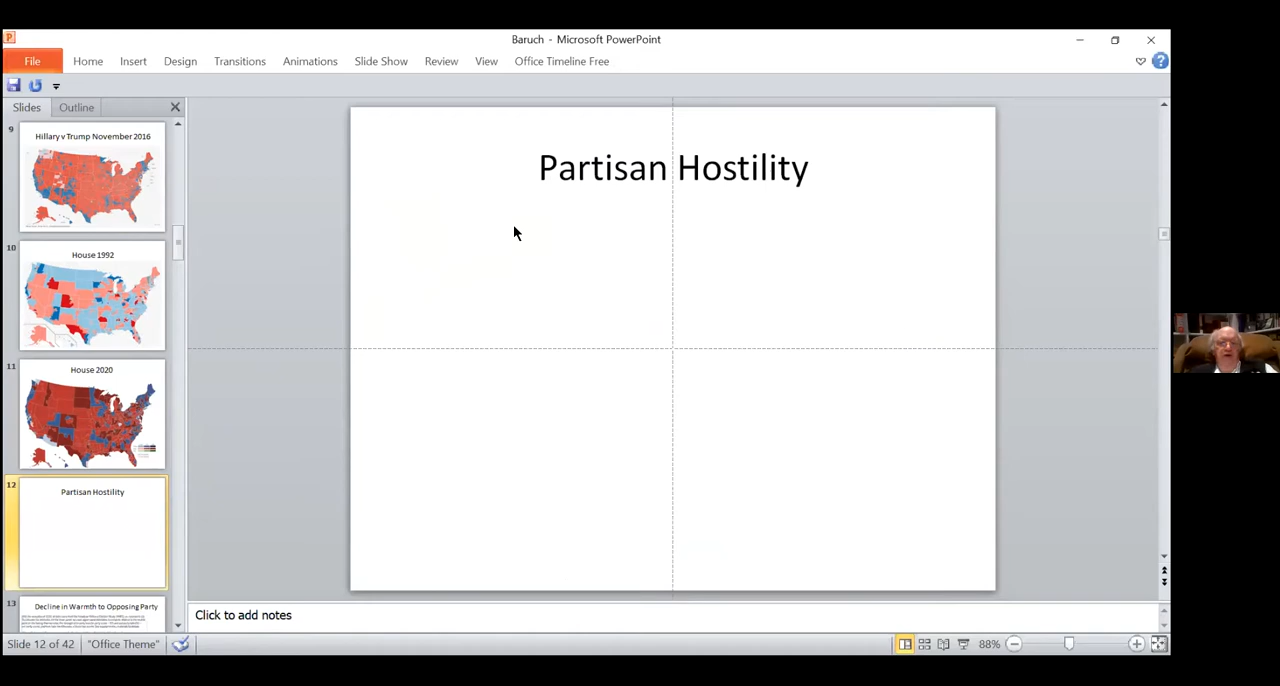 Baruch - Microsoft PowerPoint
File Home Insert Design Transitions Animations Slide Show Review View Office Timeline Free
Slides Outline
9
Hillary v Trump November 2016
10
House 1992
11
House 2020
12
Partisan Hostility
13
Decline in Warmth to Opposing Party
Partisan Hostility
Click to add notes
Slide 12 of 42 "Office Theme" 88%